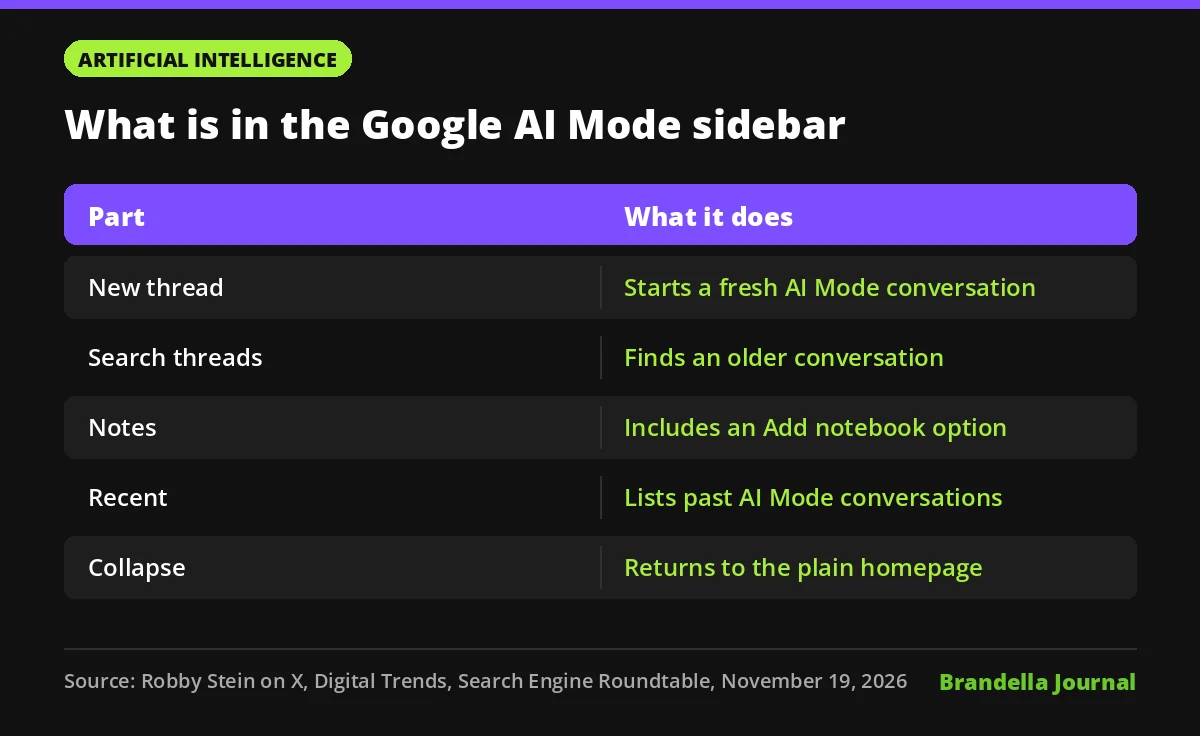 ARTIFICIAL INTELLIGENCE
What is in the Google AI Mode sidebar
Part What it does
New thread Starts a fresh AI Mode conversation
Search threads Finds an older conversation
Notes Includes an Add notebook option
Recent Lists past AI Mode conversations
Collapse Returns to the plain homepage
Source: Robby Stein on X, Digital Trends, Search Engine Roundtable, November 19, 2026 Brandella Journal